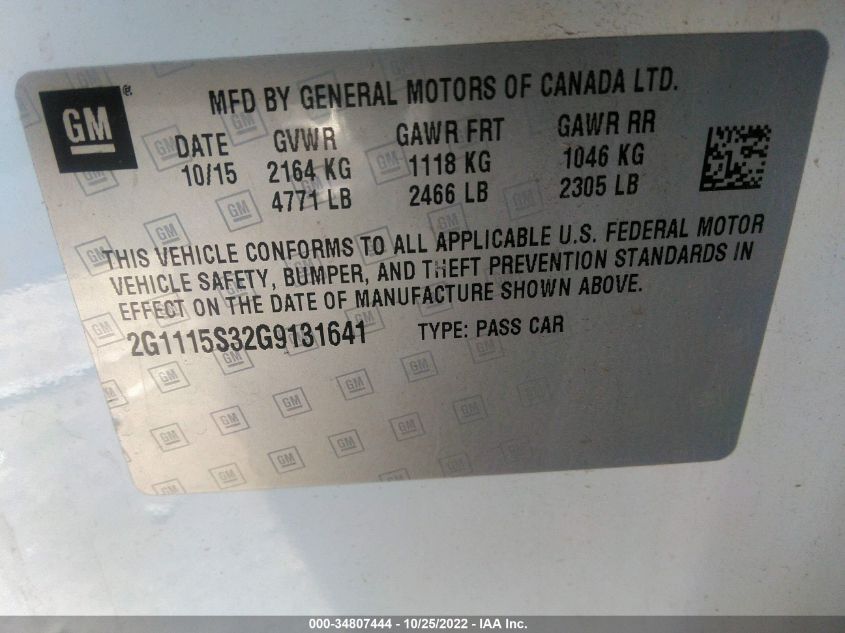 GM ®
MFD BY GENERAL MOTORS OF CANADA LTD.
DATE GVWR GAWR FRT GAWR RR
10/15 2164 KG 1118 KG 1046 KG
4771 LB 2466 LB 2305 LB
THIS VEHICLE CONFORMS TO ALL APPLICABLE U.S. FEDERAL MOTOR
VEHICLE SAFETY, BUMPER, AND THEFT PREVENTION STANDARDS IN
EFFECT ON THE DATE OF MANUFACTURE SHOWN ABOVE.
2G1115S32G9131641 TYPE: PASS CAR
000-34807444 - 10/25/2022 - IAA Inc.